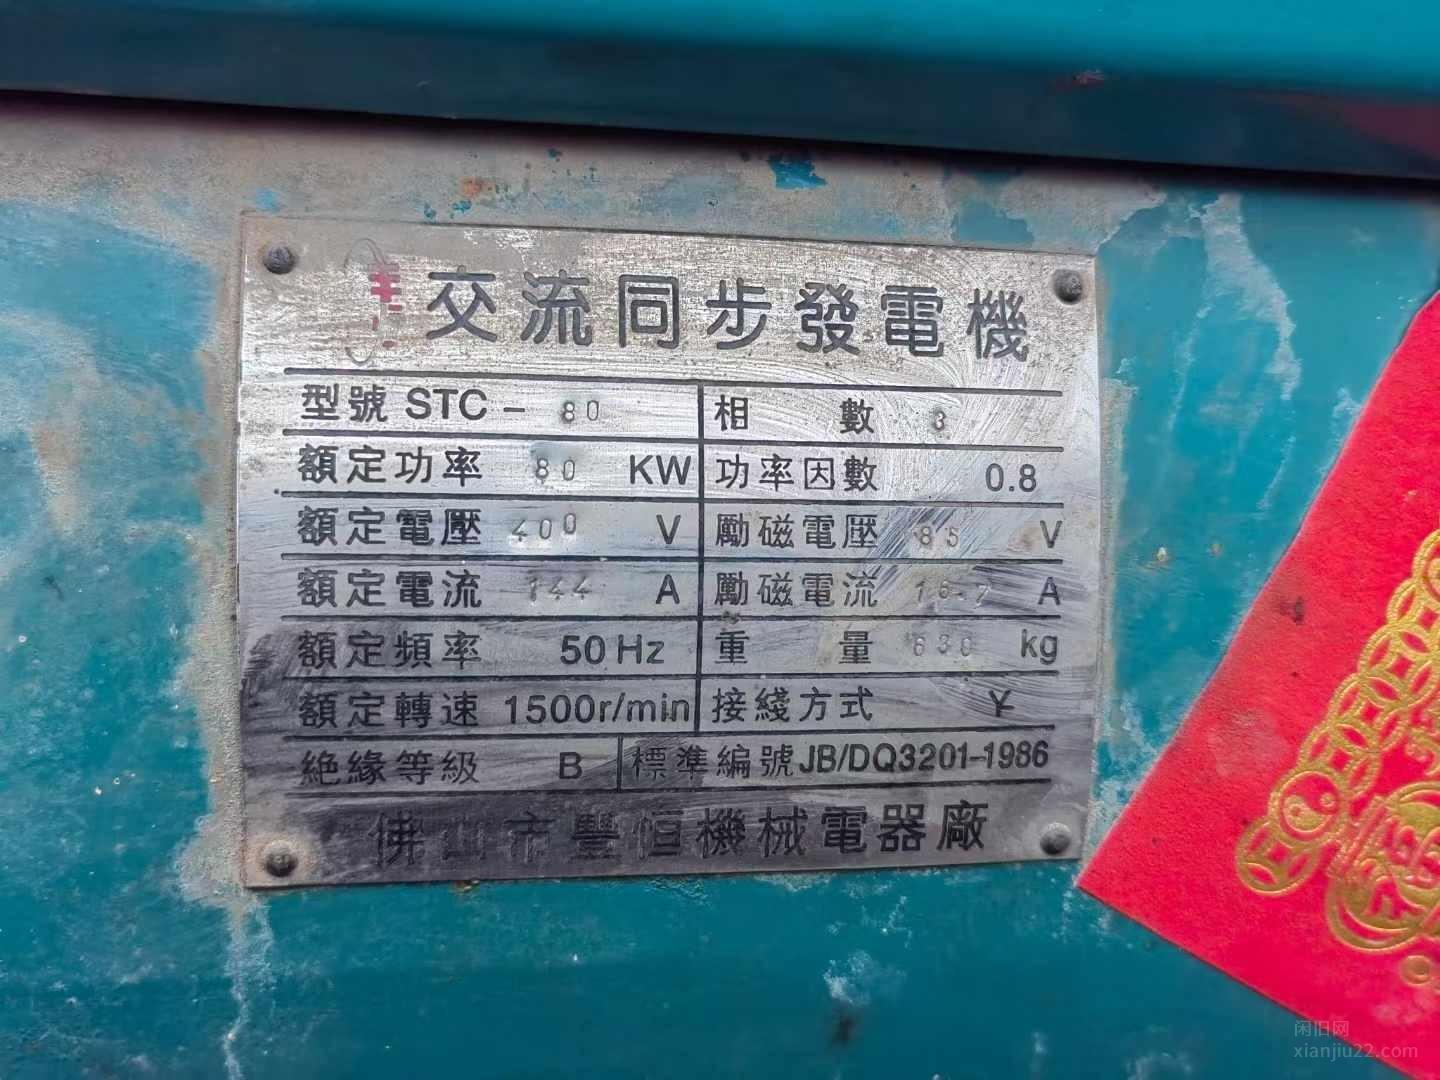 交流同步發電機
型號 STC - 80 相數 3
額定功率 80 KW 功率因數 0.8
額定電壓 400 V 勵磁電壓 85 V
額定電流 144 A 勵磁電流 16.7 A
額定頻率 50 Hz 重量 630 kg
額定轉速 1500r/min 接綫方式 Y
絶緣等級 B 標準編號 JB/DQ3201-1986
佛山市豐恒機械電器廠
闲旧网
xianjiu22.com